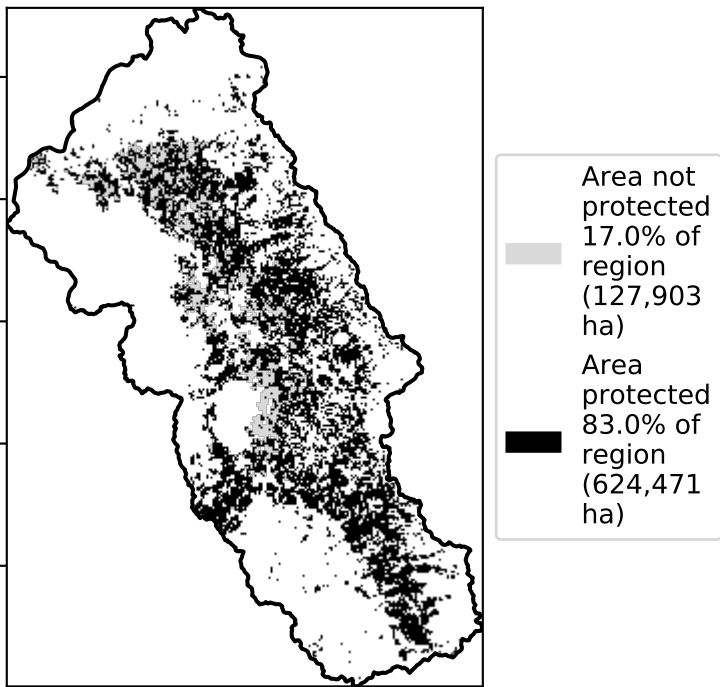 Area not
protected
17.0% of
region
(127,903
ha)
Area
protected
83.0% of
region
(624,471
ha)